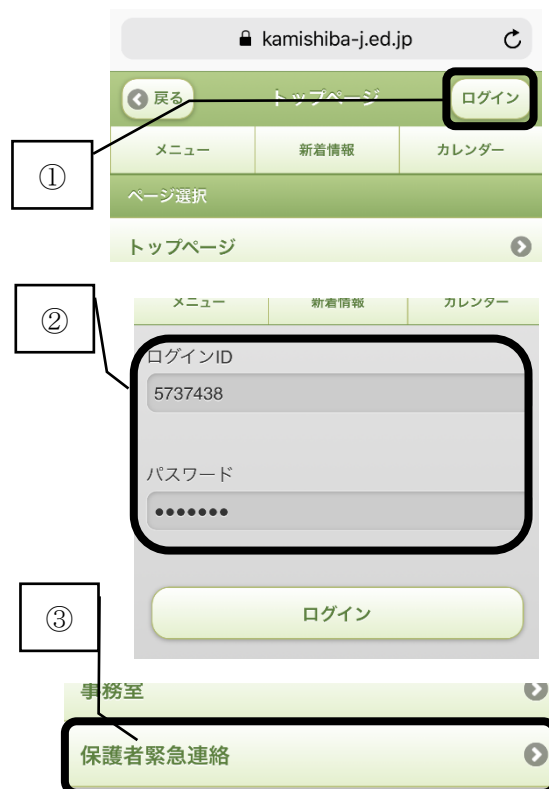 kamishiba-j.ed.jp
戻る トップページ ログイン
メニュー 新着情報 カレンダー
①
ページ選択
トップページ
②
メニュー 新着情報 カレンダー
ログインID
5737438
パスワード
•••••••
ログイン
③
事務室
保護者緊急連絡